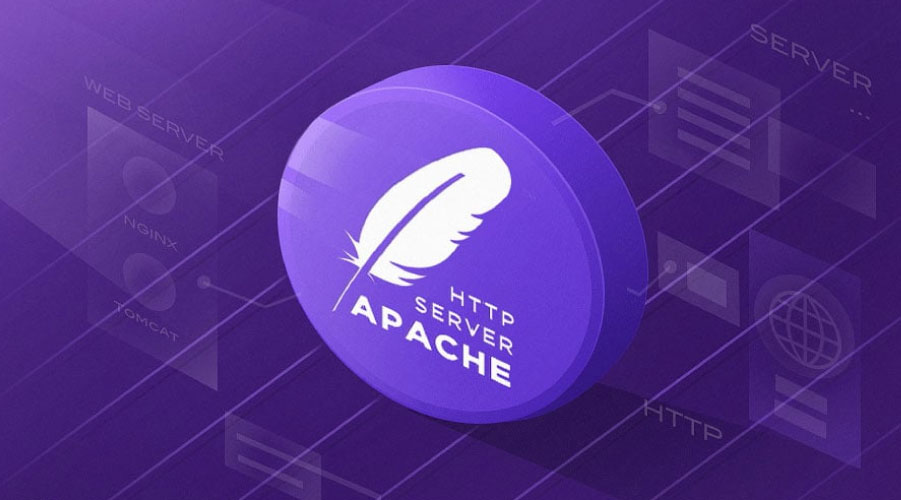 WEB SERVER
NGINX
TOMCAT
HTTP
SERVER
APACHE
SERVER
...
HTTP